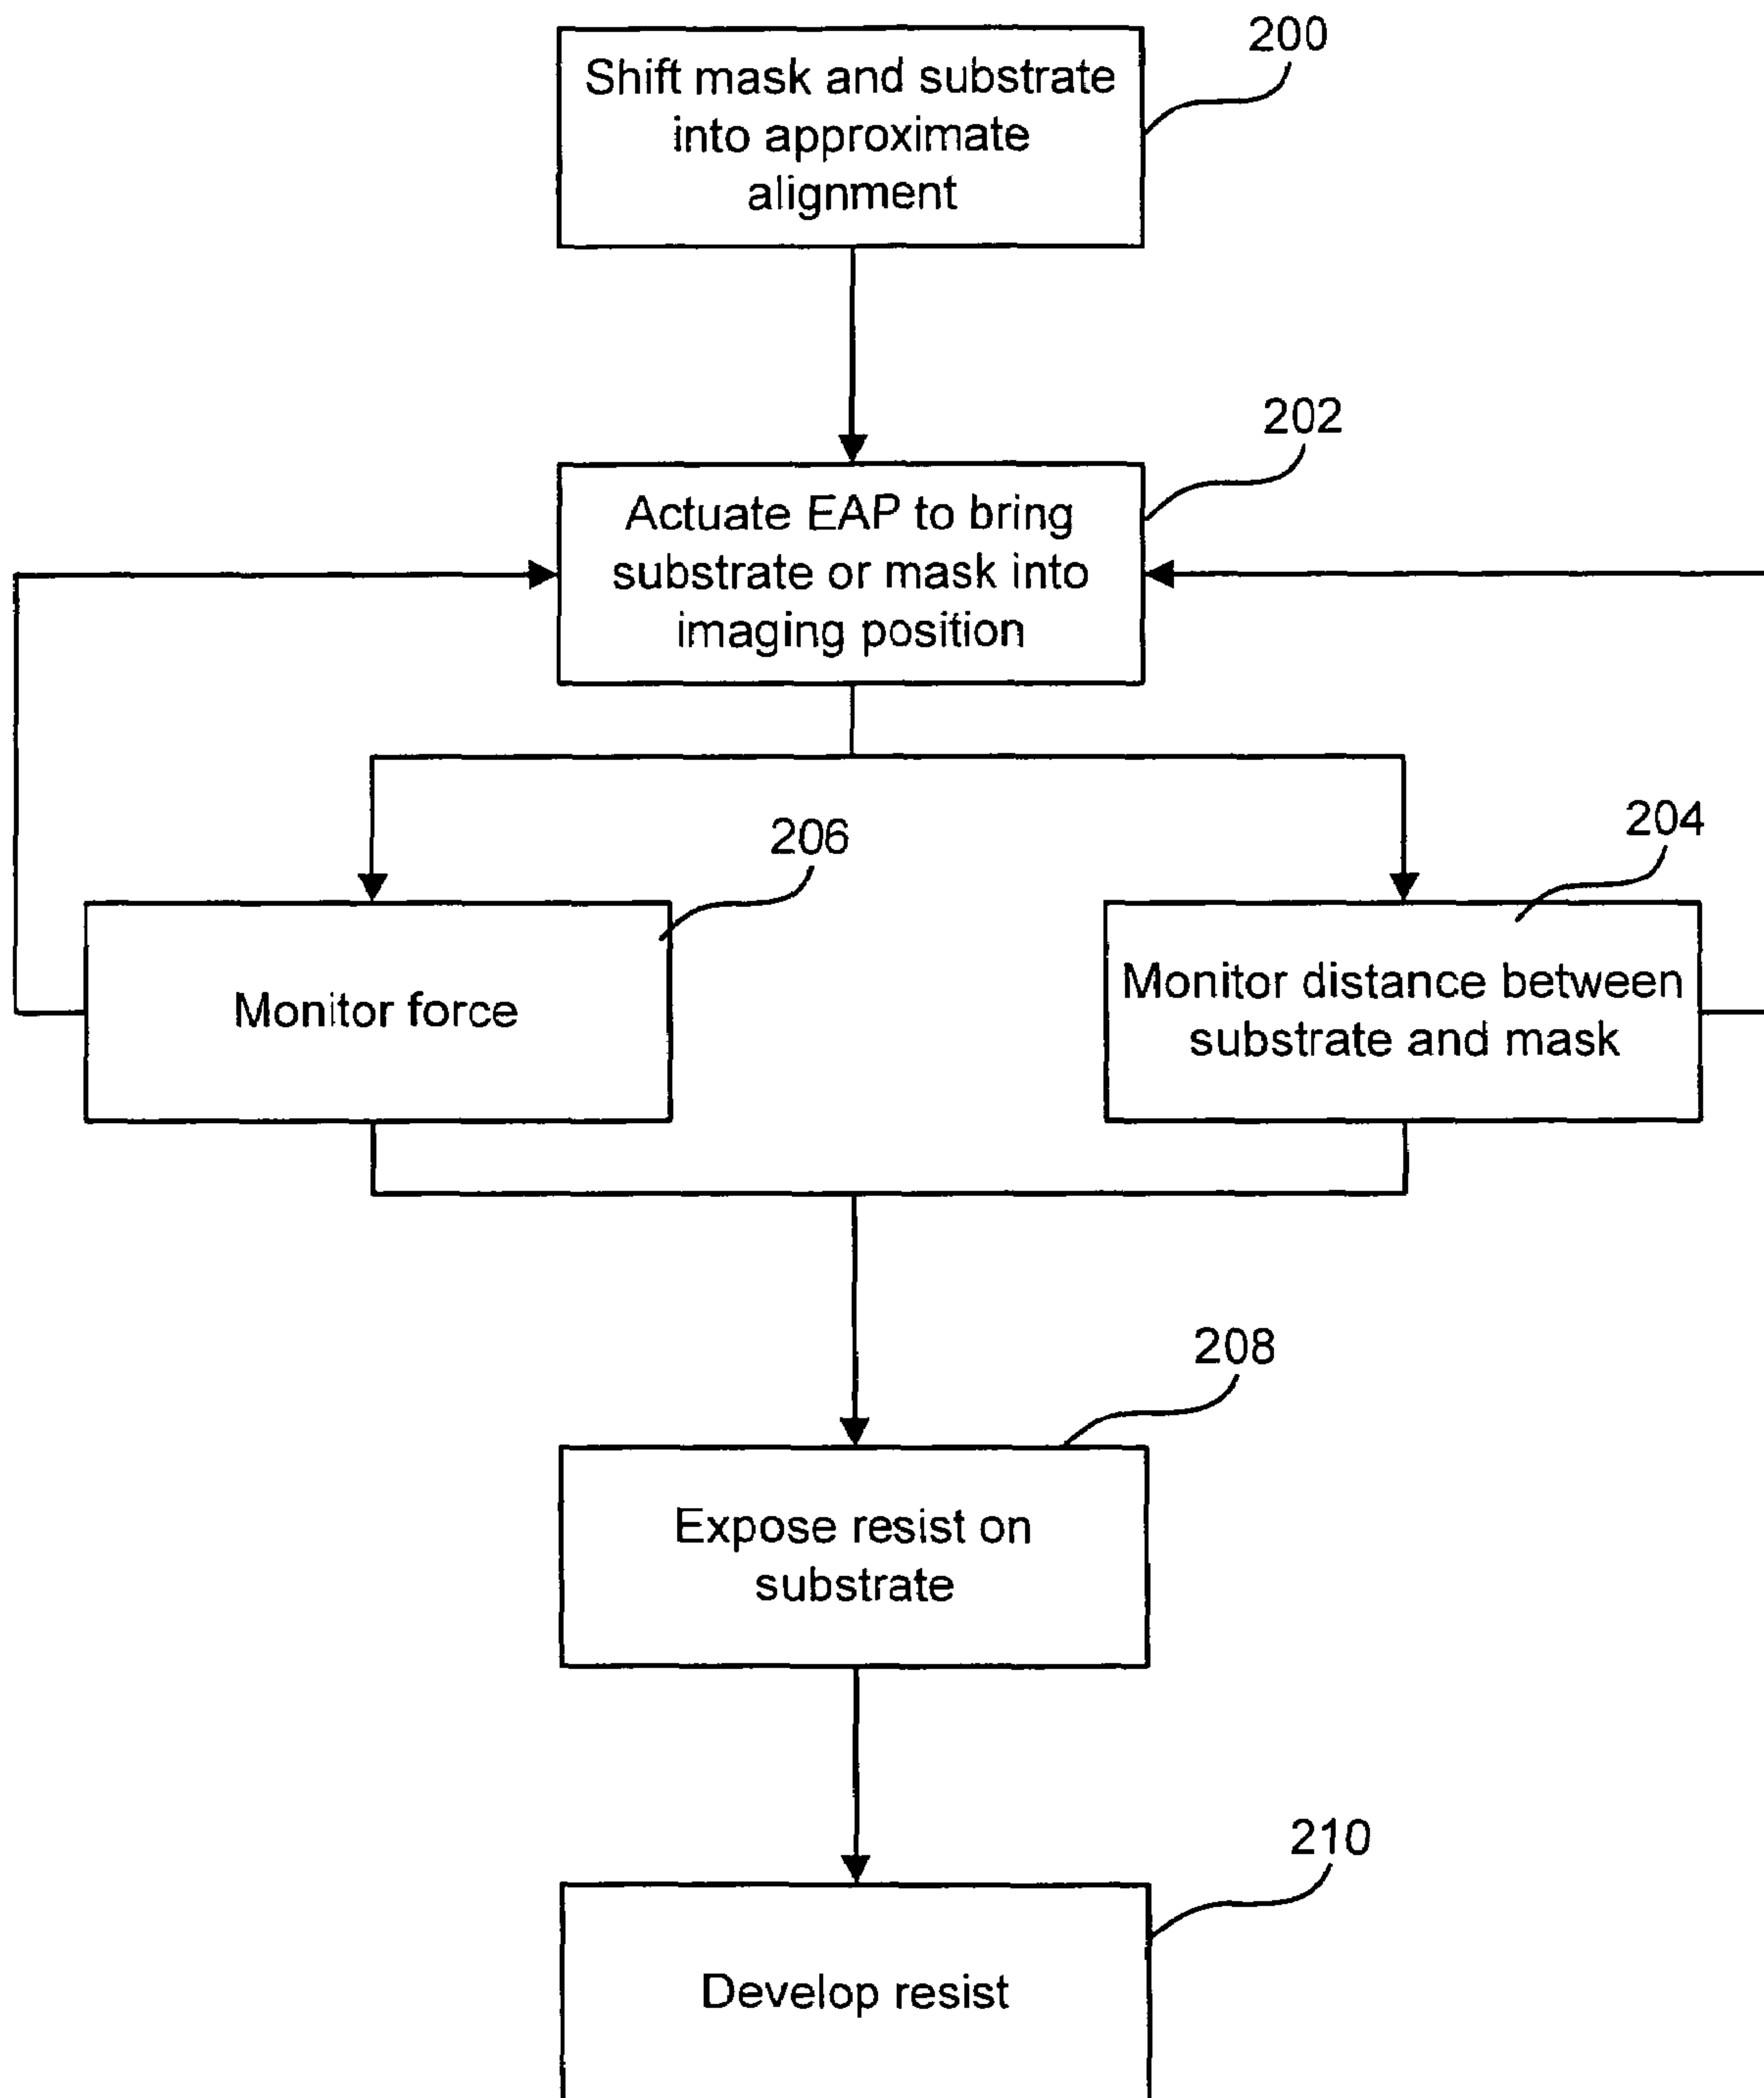 200
Shift mask and substrate
into approximate
alignment
202
Actuate EAP to bring
substrate or mask into
imaging position
206
Monitor force
204
Monitor distance between
substrate and mask
208
Expose resist on
substrate
210
Develop resist